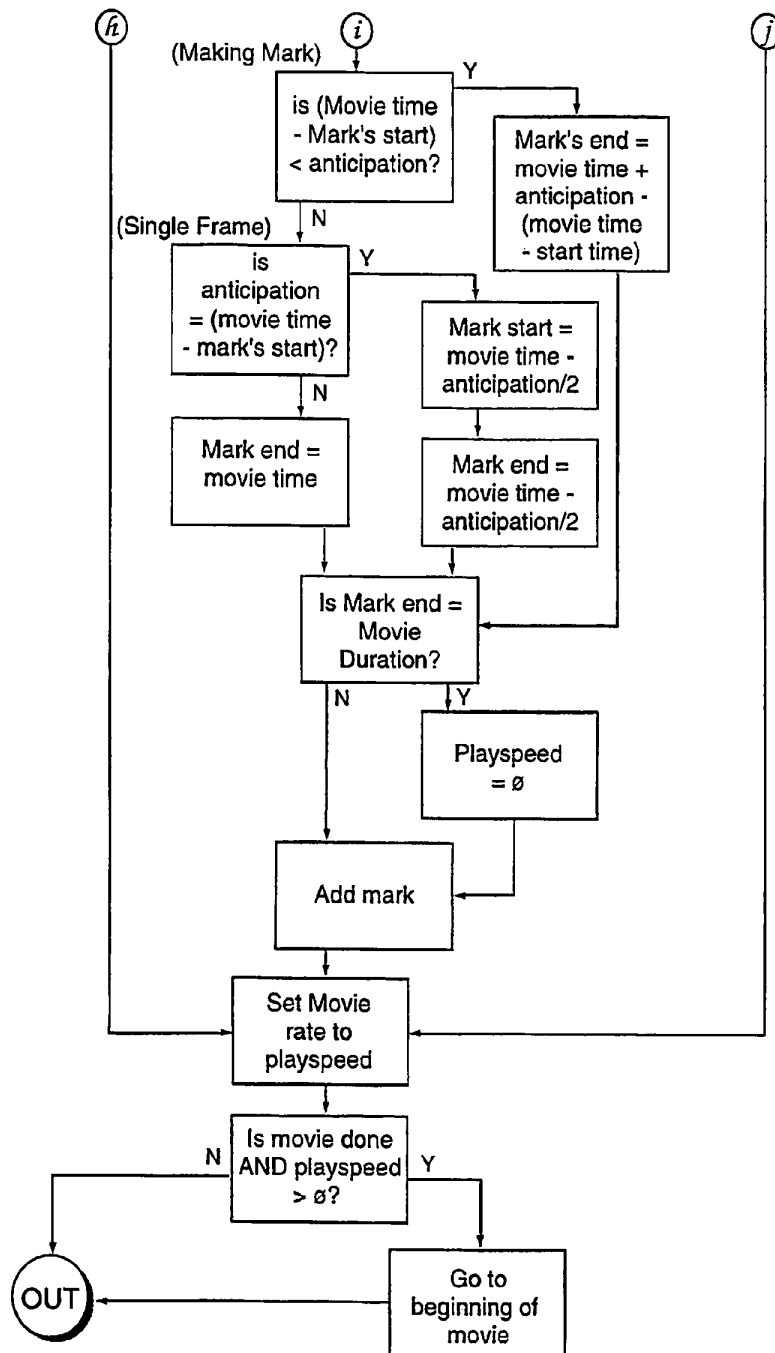 h
i
j
(Making Mark)
Y
is (Movie time
- Mark's start)
< anticipation?
Mark's end =
movie time +
anticipation -
(movie time
- start time)
N
(Single Frame)
is
anticipation
= (movie time
- mark's start)?
Y
Mark start =
movie time -
anticipation/2
N
Mark end =
movie time
Mark end =
movie time -
anticipation/2
Is Mark end =
Movie
Duration?
N
Y
Playspeed
= ø
Add mark
Set Movie
rate to
playspeed
Is movie done
AND playspeed
> ø?
N
Y
OUT
Go to
beginning of
movie